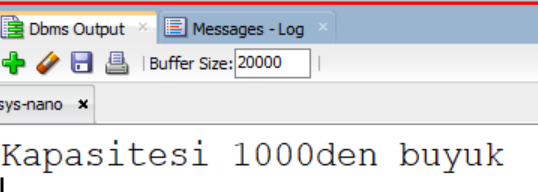 Dbms Output × Messages - Log ×
Buffer Size: 20000
sys-nano ×
Kapasitesi 1000den buyuk